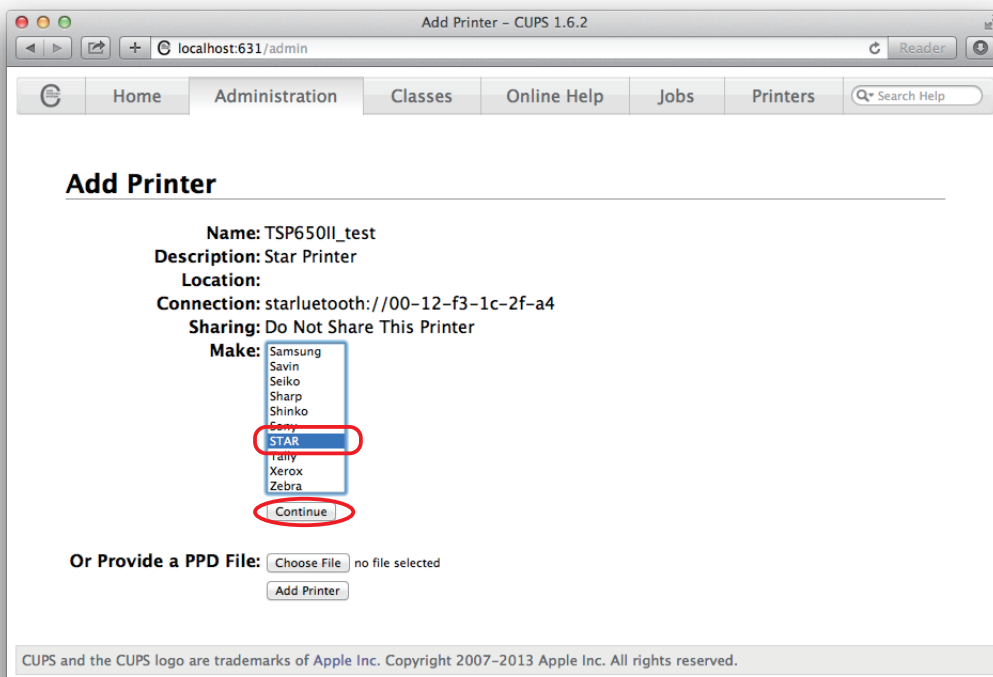 Add Printer – CUPS 1.6.2
localhost:631/admin
Reader
Home Administration Classes Online Help Jobs Printers Search Help
Add Printer
Name: TSP650II_test
Description: Star Printer
Location:
Connection: starluetooth://00-12-f3-1c-2f-a4
Sharing: Do Not Share This Printer
Make: Samsung
Savin
Seiko
Sharp
Shinko
Sony
STAR
Tally
Xerox
Zebra
Continue
Or Provide a PPD File: Choose File no file selected
Add Printer
CUPS and the CUPS logo are trademarks of Apple Inc. Copyright 2007-2013 Apple Inc. All rights reserved.